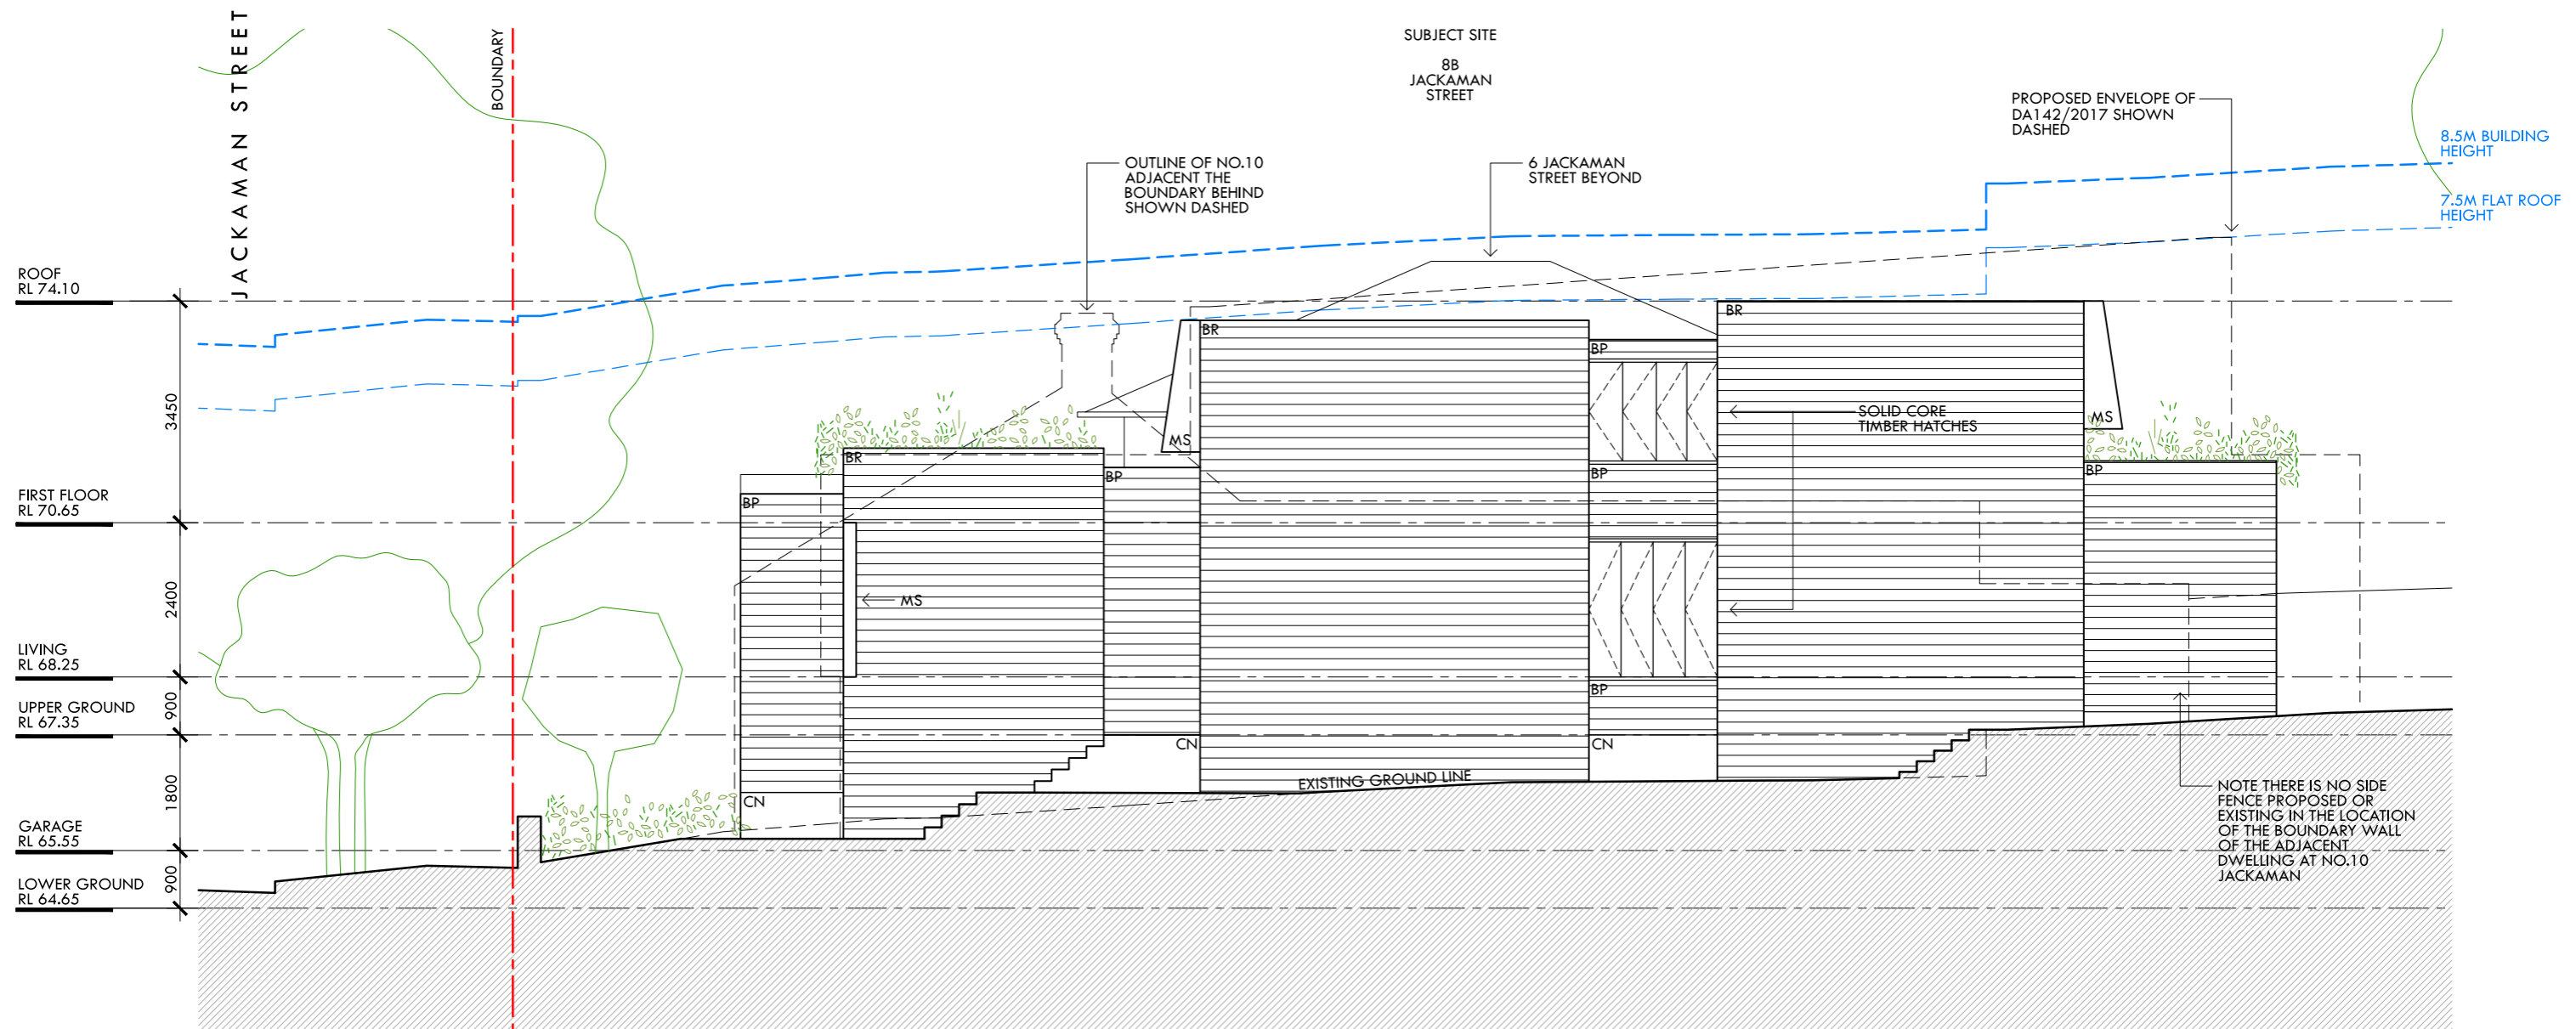 JACKAMAN STREET
BOUNDARY
SUBJECT SITE
8B
JACKAMAN
STREET
PROPOSED ENVELOPE OF
DA142/2017 SHOWN
DASHED
8.5M BUILDING
HEIGHT
7.5M FLAT ROOF
HEIGHT
OUTLINE OF NO.10
ADJACENT THE
BOUNDARY BEHIND
SHOWN DASHED
6 JACKAMAN
STREET BEYOND
ROOF
RL 74.10
3450
FIRST FLOOR
RL 70.65
2400
LIVING
RL 68.25
900
UPPER GROUND
RL 67.35
1800
GARAGE
RL 65.55
900
LOWER GROUND
RL 64.65
BP
CN
BR
MS
BP
CN
MS
BR
BP
BP
BP
CN
BR
SOLID CORE
TIMBER HATCHES
MS
BP
EXISTING GROUND LINE
NOTE THERE IS NO SIDE
FENCE PROPOSED OR
EXISTING IN THE LOCATION
OF THE BOUNDARY WALL
OF THE ADJACENT
DWELLING AT NO.10
JACKAMAN